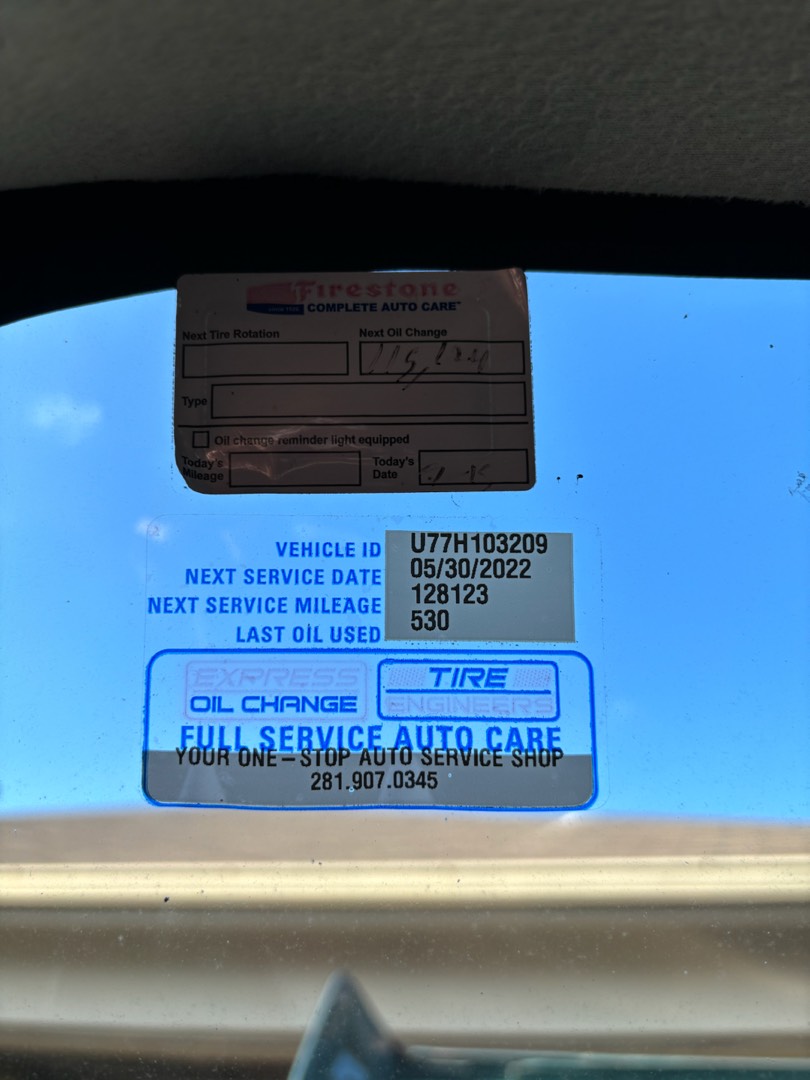 Firestone
COMPLETE AUTO CARE™
Next Tire Rotation
Next Oil Change
Type
Oil change reminder light equipped
Today's
Mileage
Today's
Date
VEHICLE ID U77H103209
NEXT SERVICE DATE 05/30/2022
NEXT SERVICE MILEAGE 128123
LAST OIL USED 530
EXPRESS
OIL CHANGE
TIRE
ENGINEERS
FULL SERVICE AUTO CARE
YOUR ONE-STOP AUTO SERVICE SHOP
281.907.0345